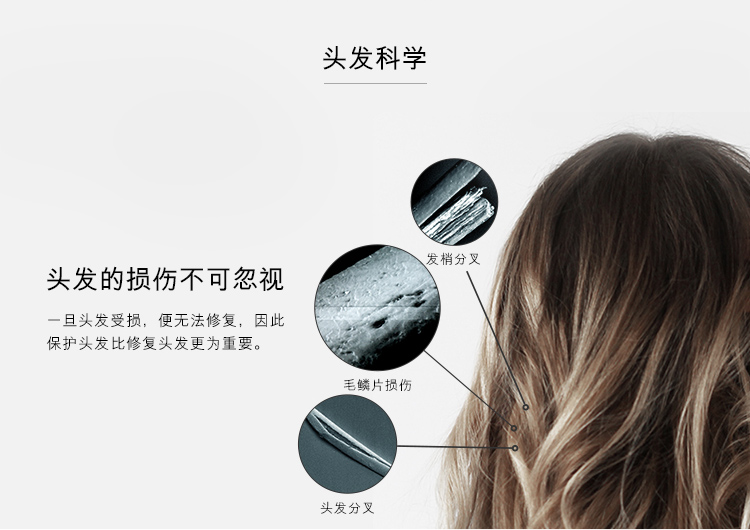 头发科学
发梢分叉
头发的损伤不可忽视
一旦头发受损，便无法修复，因此
保护头发比修复头发更为重要。
毛鳞片损伤
头发分叉